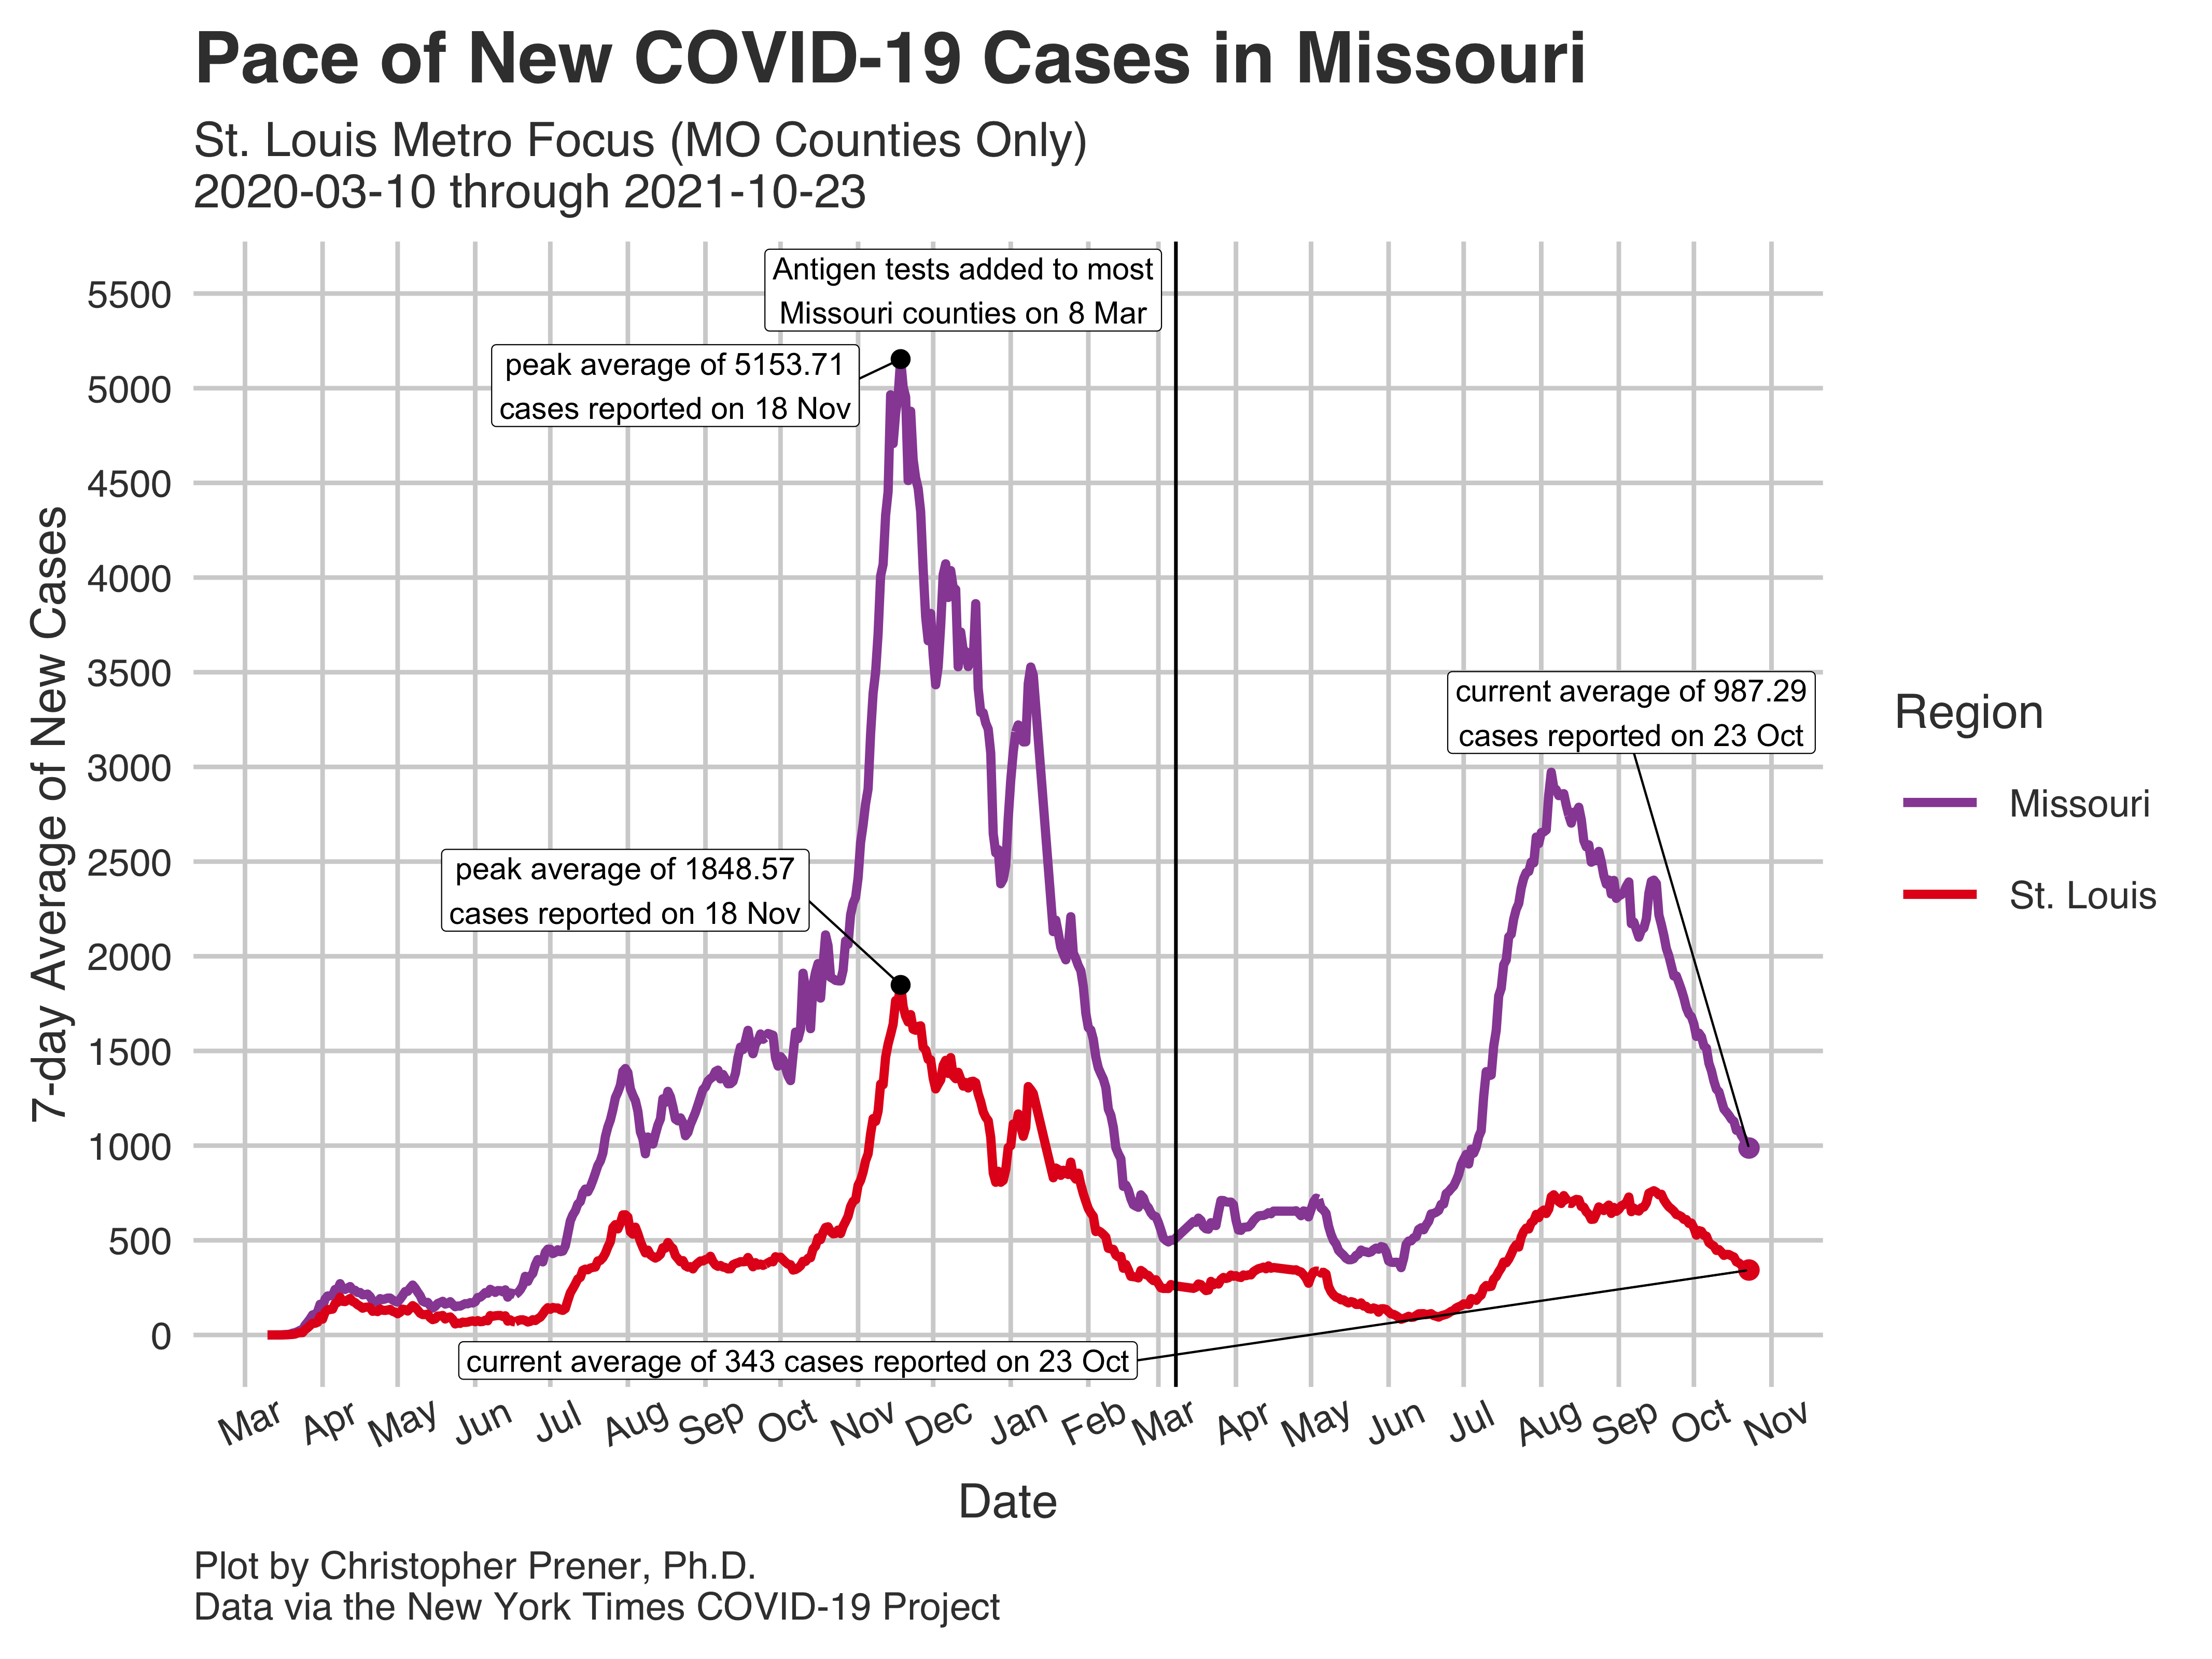 Pace of New COVID-19 Cases in Missouri
St. Louis Metro Focus (MO Counties Only)
2020-03-10 through 2021-10-23
Antigen tests added to most
Missouri counties on 8 Mar
peak average of 5153.71
cases reported on 18 Nov
current average of 987.29
cases reported on 23 Oct
peak average of 1848.57
cases reported on 18 Nov
current average of 343 cases reported on 23 Oct
7-day Average of New Cases
5500
5000
4500
4000
3500
3000
2500
2000
1500
1000
500
0
Mar Apr May Jun Jul Aug Sep Oct Nov Dec Jan Feb Mar Apr May Jun Jul Aug Sep Oct Nov
Date
Region
Missouri
St. Louis
Plot by Christopher Prener, Ph.D.
Data via the New York Times COVID-19 Project